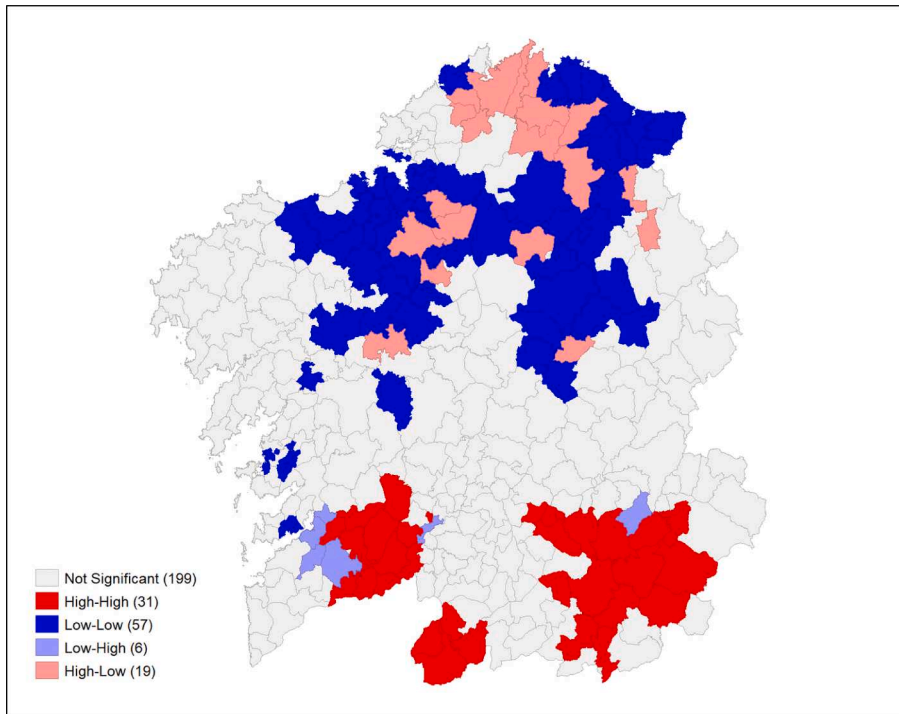 Not Significant (199)
High-High (31)
Low-Low (57)
Low-High (6)
High-Low (19)